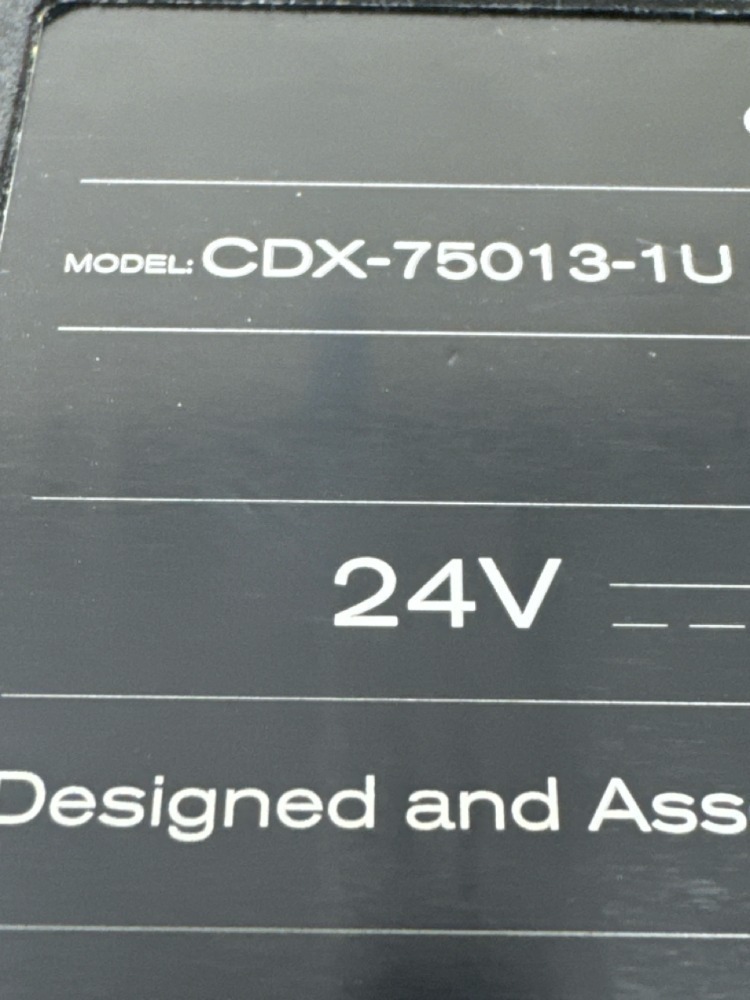 MODEL: CDX-75013-1U
24V
Designed and Ass